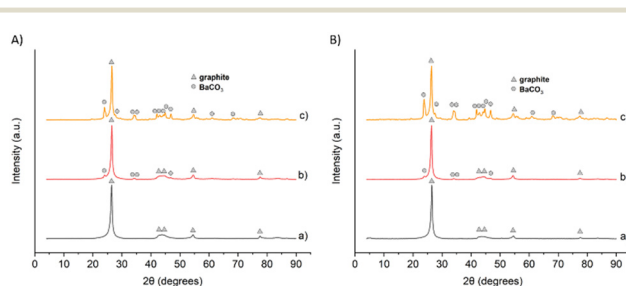 A)
graphite
BaCO₃
c)
b)
a)
Intensity (a.u.)
0 10 20 30 40 50 60 70 80 90
2θ (degrees)
B)
graphite
BaCO₃
c
b
a
Intensity (a.u.)
0 10 20 30 40 50 60 70 80 90
2θ (degrees)